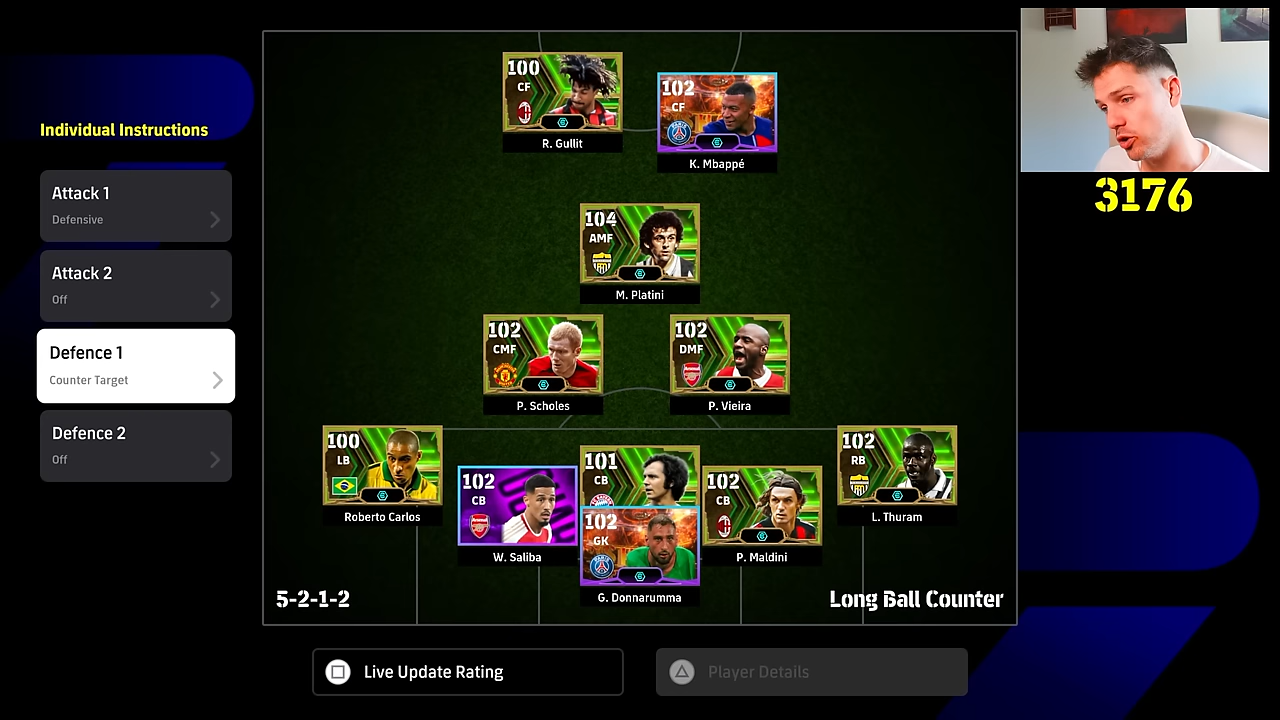 Individual Instructions
Attack 1
Defensive
Attack 2
Off
Defence 1
Counter Target
Defence 2
Off
100
CF
R. Gullit
102
CF
K. Mbappé
104
AMF
M. Platini
102
CMF
P. Scholes
102
DMF
P. Vieira
100
LB
Roberto Carlos
102
CB
W. Saliba
101
CB
102
GK
G. Donnarumma
102
CB
P. Maldini
102
RB
L. Thuram
5-2-1-2
Long Ball Counter
Live Update Rating
Player Details
3176